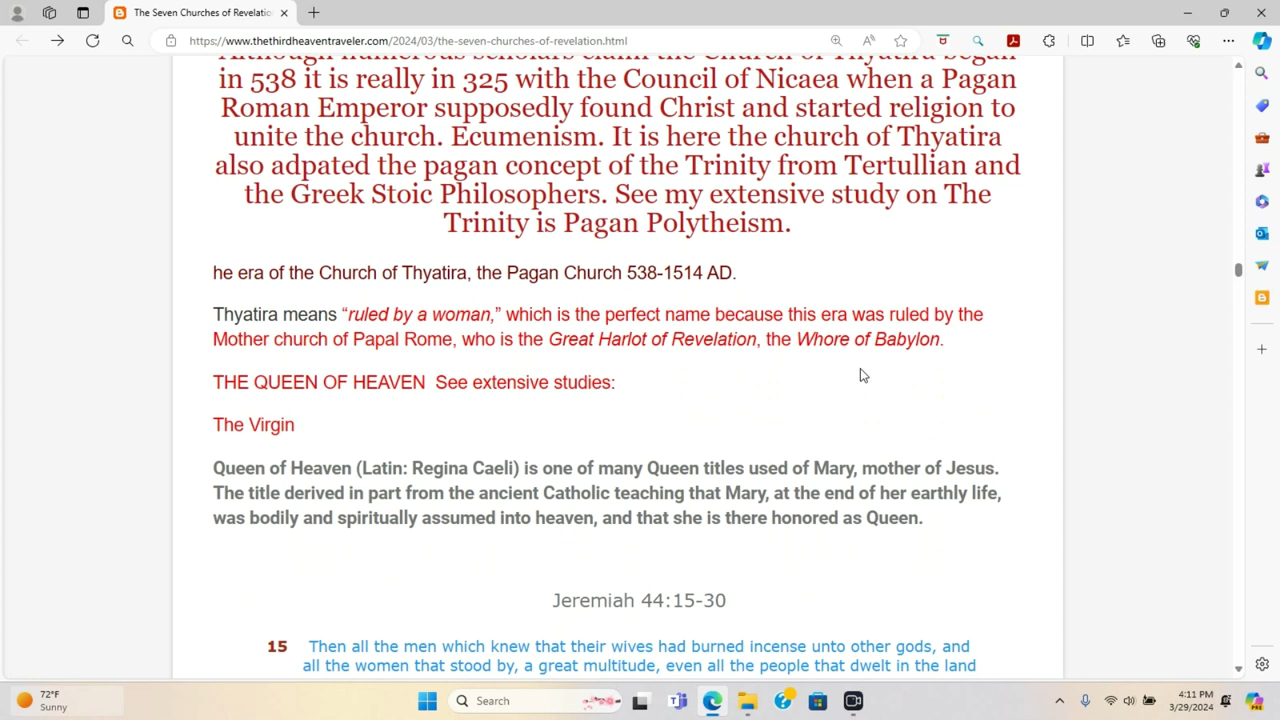 The Seven Churches of Revelatio
https://www.thethirdheaventraveler.com/2024/03/the-seven-churches-of-revelation.html
Although numerous scholars claim the Church of Thyatira began
in 538 it is really in 325 with the Council of Nicaea when a Pagan
Roman Emperor supposedly found Christ and started religion to
unite the church. Ecumenism. It is here the church of Thyatira
also adpated the pagan concept of the Trinity from Tertullian and
the Greek Stoic Philosophers. See my extensive study on The
Trinity is Pagan Polytheism.
he era of the Church of Thyatira, the Pagan Church 538-1514 AD.
Thyatira means “ruled by a woman,” which is the perfect name because this era was ruled by the
Mother church of Papal Rome, who is the Great Harlot of Revelation, the Whore of Babylon.
THE QUEEN OF HEAVEN See extensive studies:
The Virgin
Queen of Heaven (Latin: Regina Caeli) is one of many Queen titles used of Mary, mother of Jesus.
The title derived in part from the ancient Catholic teaching that Mary, at the end of her earthly life,
was bodily and spiritually assumed into heaven, and that she is there honored as Queen.
Jeremiah 44:15-30
15 Then all the men which knew that their wives had burned incense unto other gods, and
all the women that stood by, a great multitude, even all the people that dwelt in the land
72°F
Sunny
Search
4:11 PM
3/29/2024